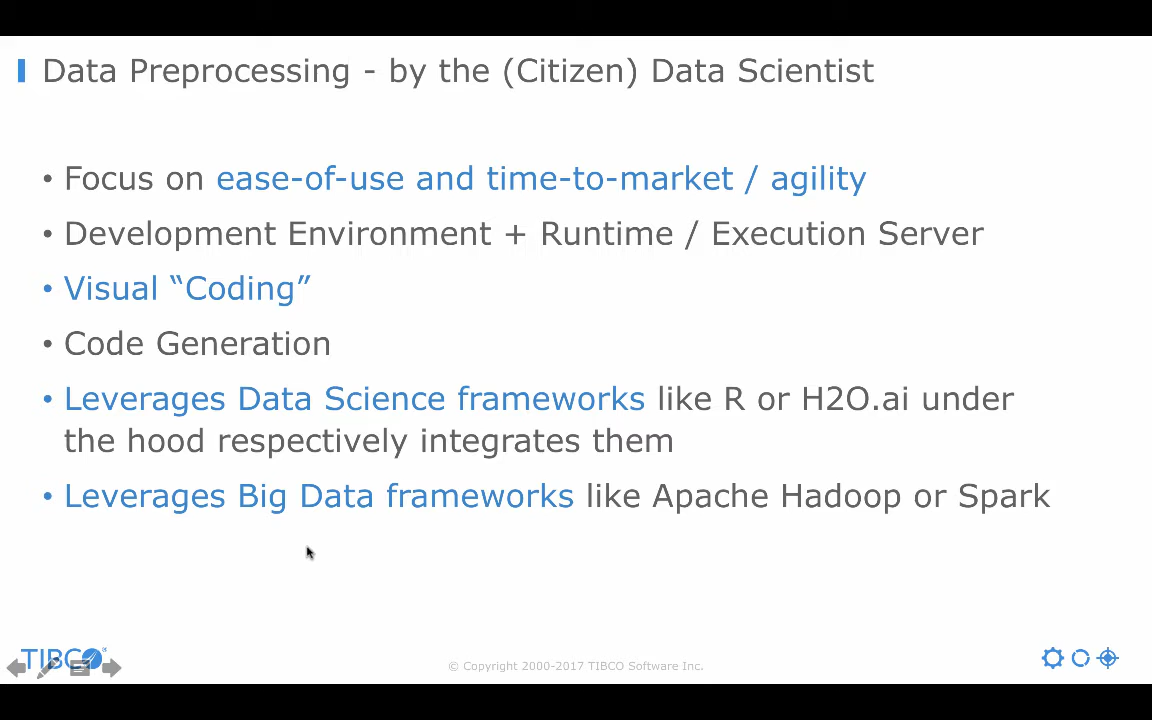 Data Preprocessing - by the (Citizen) Data Scientist
• Focus on ease-of-use and time-to-market / agility
• Development Environment + Runtime / Execution Server
• Visual “Coding”
• Code Generation
• Leverages Data Science frameworks like R or H2O.ai under
the hood respectively integrates them
• Leverages Big Data frameworks like Apache Hadoop or Spark
TIBCO®
© Copyright 2000-2017 TIBCO Software Inc.